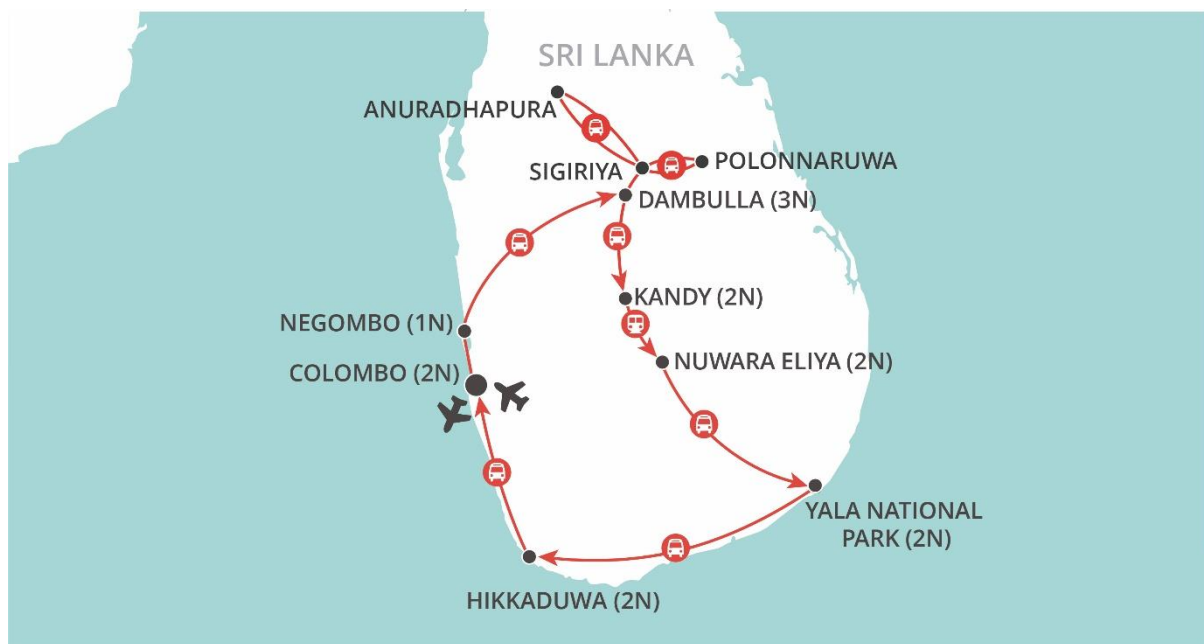 SRI LANKA
ANURADHAPURA
SIGIRIYA
POLONNARUWA
DAMBULLA (3N)
KANDY (2N)
NEGOMBO (1N)
COLOMBO (2N)
NUWARA ELIYA (2N)
YALA NATIONAL
PARK (2N)
HIKKADUWA (2N)